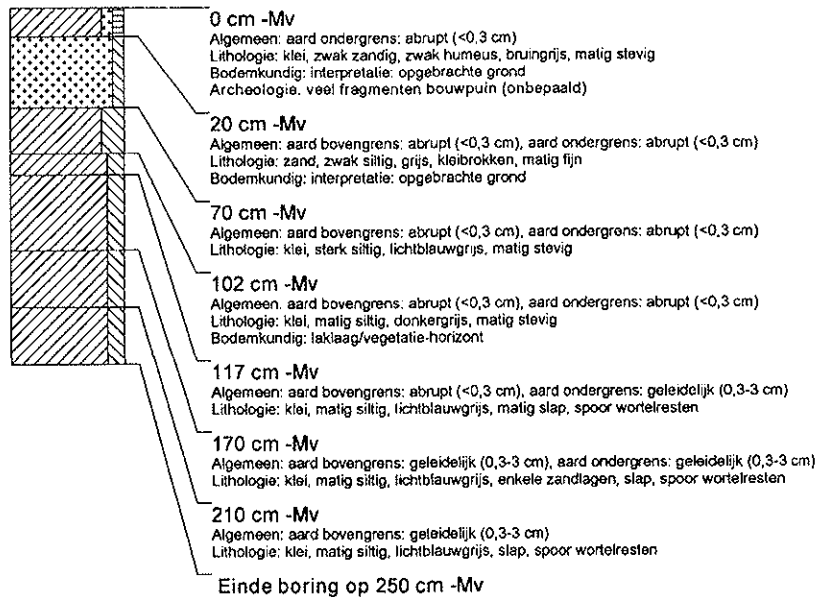 0 cm -Mv
Algemeen: aard ondergrens: abrupt (<0,3 cm)
Lithologie: klei, zwak zandig, zwak humeus, bruingrijs, matig stevig
Bodemkundig: interpretatie: opgebrachte grond
Archeologie. veel fragmenten bouwpuin (onbepaald)
20 cm -Mv
Algemeen: aard bovengrens: abrupt (<0,3 cm), aard ondergrens: abrupt (<0,3 cm)
Lithologie: zand, zwak siltig, grijs, kleibrokken, matig fijn
Bodemkundig: interpretatie: opgebrachte grond
70 cm -Mv
Algemeen: aard bovengrens: abrupt (<0,3 cm), aard ondergrens: abrupt (<0,3 cm)
Lithologie: klei, sterk siltig, lichtblauwgrijs, matig stevig
102 cm -Mv
Algemeen. aard bovengrens: abrupt (<0,3 cm), aard ondergrens: abrupt (<0,3 cm)
Lithologie: klei, matig siltig, donkergrijs, matig stevig
Bodemkundig: laklaag/vegetatie-horizont
117 cm -Mv
Algemeen: aard bovengrens: abrupt (<0,3 cm), aard ondergrens: geleidelijk (0,3-3 cm)
Lithologie: klei, matig siltig, lichtblauwgrijs, matig slap, spoor wortelresten
170 cm -Mv
Algemeen: aard bovengrens: geleidelijk (0,3-3 cm), aard ondergrens: geleidelijk (0,3-3 cm)
Lithologie: klei, matig siltig, lichtblauwgrijs, enkele zandlagen, slap, spoor wortelresten
210 cm -Mv
Algemeen: aard bovengrens: geleidelijk (0,3-3 cm)
Lithologie: klei, matig siltig, lichtblauwgrijs, slap, spoor wortelresten
Einde boring op 250 cm -Mv